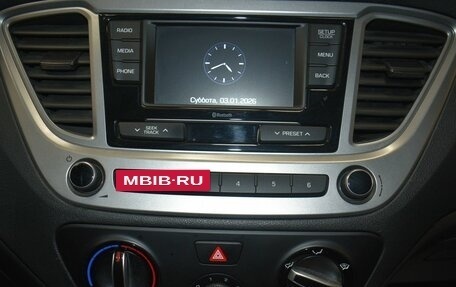 RADIO
MEDIA
PHONE
SETUP
CLOCK
MENU
BACK
Суббота, 03.01.2026
Bluetooth
SEEK
TRACK
PRESET
MBIB-RU
4 5 6